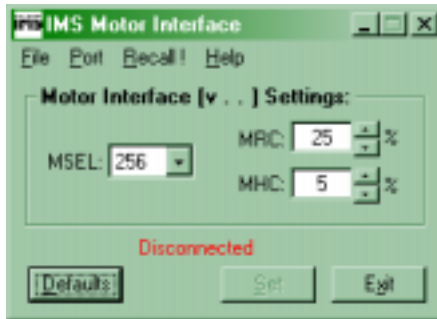 IMS IMS Motor Interface
File Port Recall! Help
Motor Interface [v . . ] Settings:
MSEL: 256
MRC: 25 %
MHC: 5 %
Disconnected
Defaults Set Exit